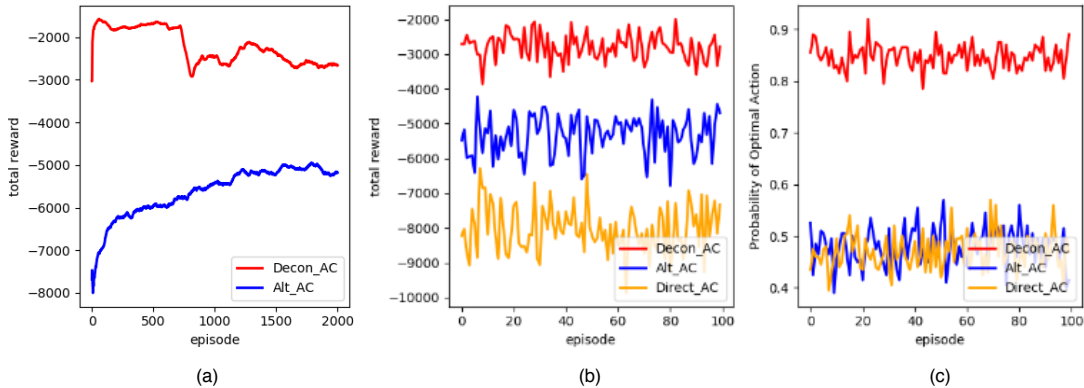 −2000
−3000
−4000
−5000
−6000
−7000
−8000
0
500
1000
1500
2000
total reward
episode
Decon_AC
Alt_AC
(a)
−2000
−3000
−4000
−5000
−6000
−7000
−8000
−9000
−10000
0
20
40
60
80
100
total reward
episode
Decon_AC
Alt_AC
Direct_AC
(b)
0.9
0.8
0.7
0.6
0.5
0.4
0
20
40
60
80
100
Probability of Optimal Action
episode
Decon_AC
Alt_AC
Direct_AC
(c)